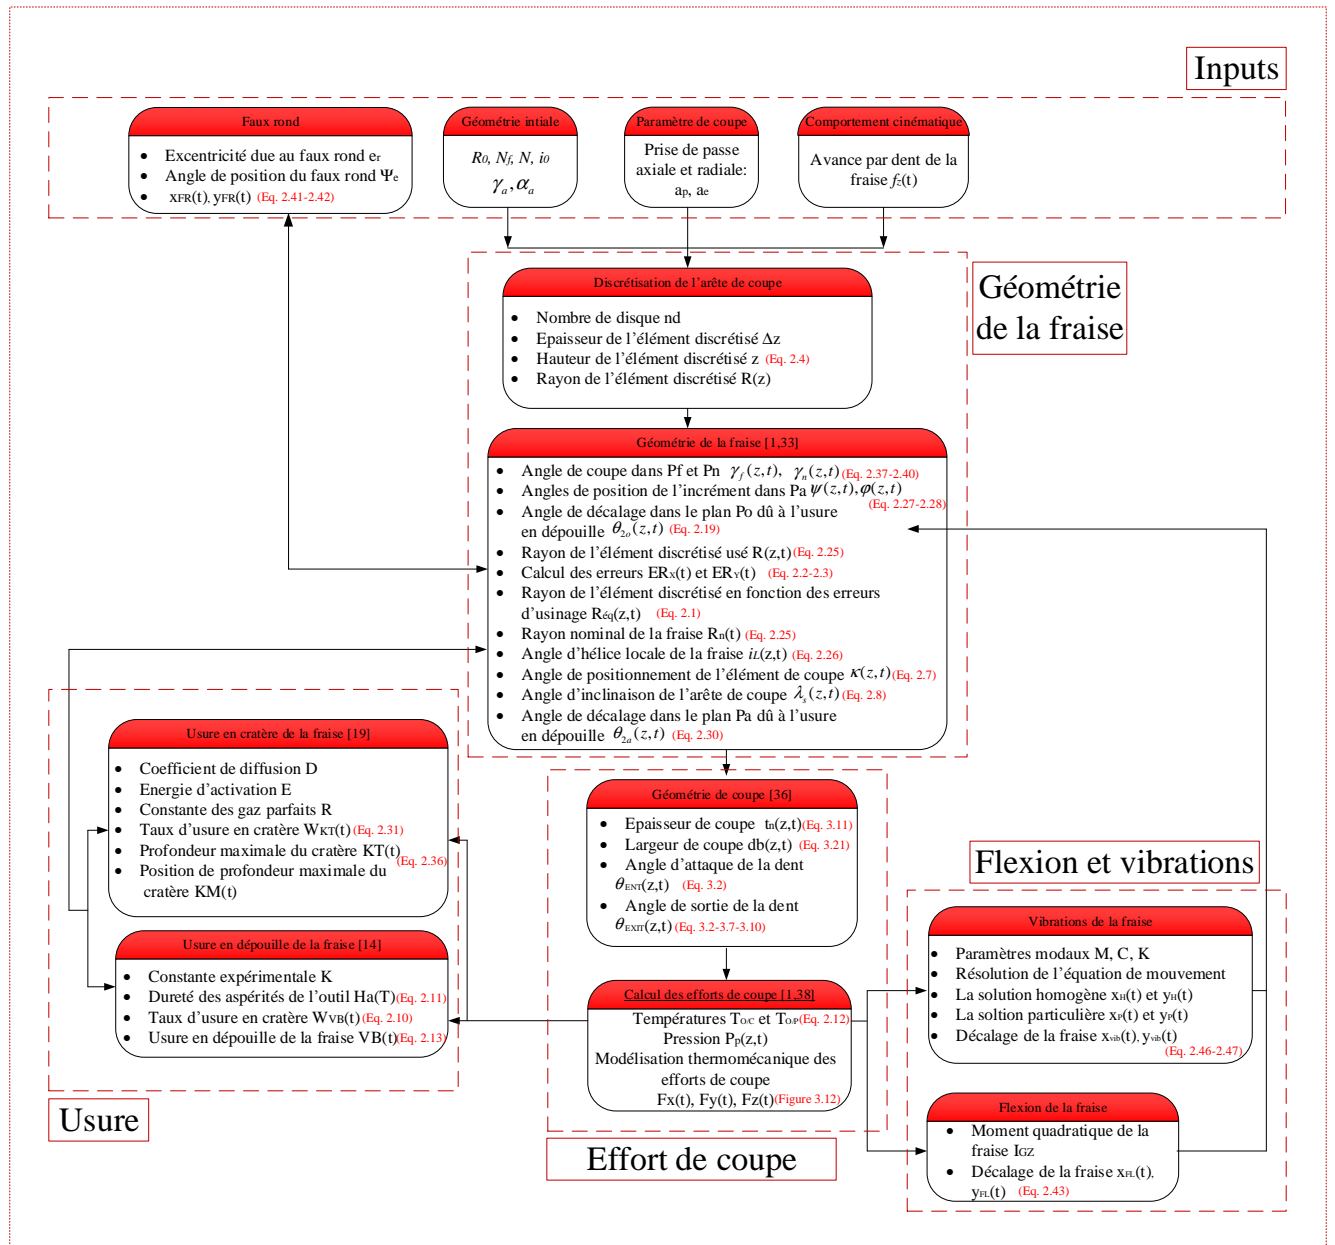 Inputs
Faux rond
Excentricité due au faux rond er
Angle de position du faux rond Ψe
xFR(t), yFR(t) (Eq. 2.41-2.42)
Géométrie intiale
R0, Nf, N, i0
γa, αa
Paramètre de coupe
Prise de passe
axiale et radiale:
ap, ae
Comportement cinématique
Avance par dent de la
fraise fz(t)
Géométrie
de la fraise
Discrétisation de l’arête de coupe
Nombre de disque nd
Epaisseur de l’élément discrétisé Δz
Hauteur de l’élément discrétisé z (Eq. 2.4)
Rayon de l’élément discrétisé R(z)
Géométrie de la fraise [1,33]
Angle de coupe dans Pf et Pn γf(z,t), γn(z,t) (Eq. 2.37-2.40)
Angles de position de l’incrément dans Pa ψ(z,t),φ(z,t)
(Eq. 2.27-2.28)
Angle de décalage dans le plan Po dû à l’usure
en dépouille θ2o(z,t) (Eq. 2.19)
Rayon de l’élément discrétisé usé R(z,t) (Eq. 2.25)
Calcul des erreurs ERX(t) et ERY(t) (Eq. 2.2-2.3)
Rayon de l’élément discrétisé en fonction des erreurs
d’usinage Réq(z,t) (Eq. 2.1)
Rayon nominal de la fraise Rn(t) (Eq. 2.25)
Angle d’hélice locale de la fraise iL(z,t) (Eq. 2.26)
Angle de positionnement de l’élément de coupe κ(z,t) (Eq. 2.7)
Angle d’inclinaison de l’arête de coupe λs(z,t) (Eq. 2.8)
Angle de décalage dans le plan Pa dû à l’usure
en dépouille θ2a(z,t) (Eq. 2.30)
Usure en cratère de la fraise [19]
Coefficient de diffusion D
Energie d’activation E
Constante des gaz parfaits R
Taux d’usure en cratère WKT(t) (Eq. 2.31)
Profondeur maximale du cratère KT(t)
(Eq. 2.36)
Position de profondeur maximale du
cratère KM(t)
Usure en dépouille de la fraise [14]
Constante expérimentale K
Dureté des aspérités de l’outil Ha(T) (Eq. 2.11)
Taux d’usure en cratère WVB(t) (Eq. 2.10)
Usure en dépouille de la fraise VB(t) (Eq. 2.13)
Usure
Géométrie de coupe [36]
Epaisseur de coupe tn(z,t) (Eq. 3.11)
Largeur de coupe db(z,t) (Eq. 3.21)
Angle d’attaque de la dent
θENT(z,t) (Eq. 3.2)
Angle de sortie de la dent
θEXIT(z,t) (Eq. 3.2-3.7-3.10)
Calcul des efforts de coupe [1,38]
Températures TO/C et TO/P (Eq. 2.12)
Pression Pp(z,t)
Modélisation thermomécanique des
efforts de coupe
Fx(t), Fy(t), Fz(t) (Figure 3.12)
Effort de coupe
Flexion et vibrations
Vibrations de la fraise
Paramètres modaux M, C, K
Résolution de l’équation de mouvement
La solution homogène xH(t) et yH(t)
La soltion particulière xP(t) et yP(t)
Décalage de la fraise xvib(t), yvib(t)
(Eq. 2.46-2.47)
Flexion de la fraise
Moment quadratique de la
fraise IGZ
Décalage de la fraise xFL(t),
yFL(t) (Eq. 2.43)